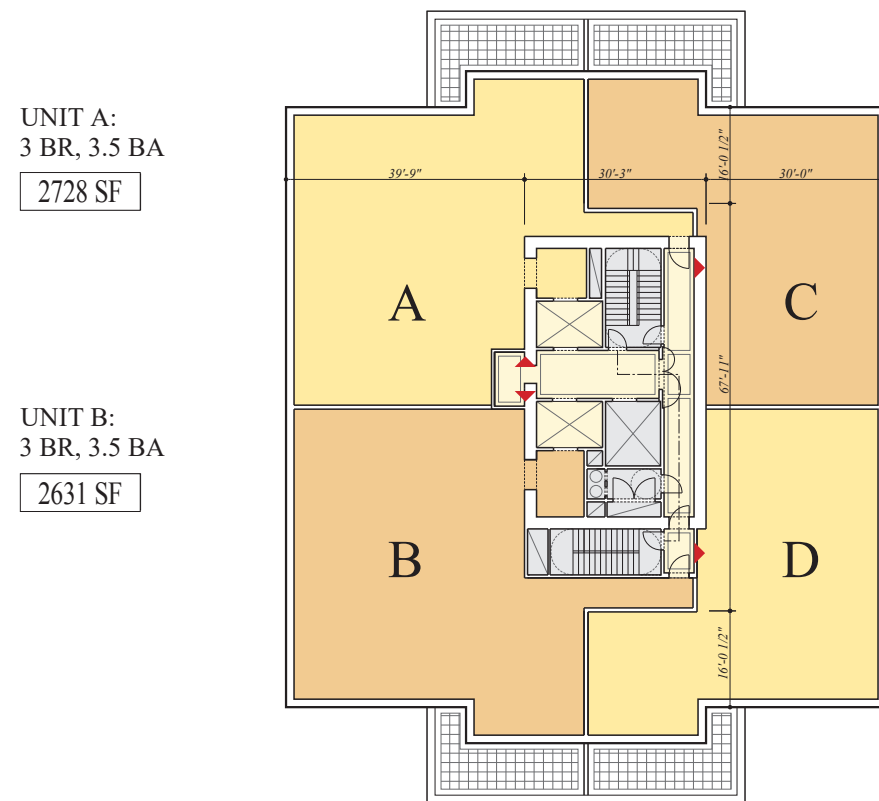 UNIT A:
3 BR, 3.5 BA
2728 SF
UNIT B:
3 BR, 3.5 BA
2631 SF
39'-9"
30'-3"
30'-0"
16'-0 1/2"
A
C
67'-11"
B
D
16'-0 1/2"